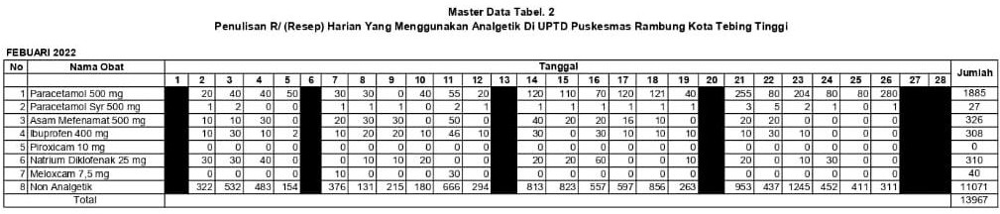 Master Data Tabel. 2
Penulisan R/ (Resep) Harian Yang Menggunakan Analgetik Di UPTD Puskesmas Rambung Kota Tebing Tinggi
FEBUARI 2022
No Nama Obat Tanggal Jumlah
1 2 3 4 5 6 7 8 9 10 11 12 13 14 15 16 17 18 19 20 21 22 23 24 25 26 27 28
1 Paracetamol 500 mg 20 40 40 50 30 30 0 40 55 20 120 110 70 120 121 40 255 80 204 80 80 280 1885
2 Paracetamol Syr 500 mg 1 2 0 0 1 1 1 0 2 1 1 1 1 1 1 1 3 5 2 1 0 1 27
3 Asam Mefenamat 500 mg 10 10 30 0 20 30 30 0 50 0 40 20 20 16 10 0 20 20 0 0 0 0 326
4 Ibuprofen 400 mg 10 30 10 2 10 20 20 10 46 10 30 0 30 10 10 10 10 30 10 0 0 0 308
5 Piroxicam 10 mg 0 0 0 0 0 0 0 0 0 0 0 0 0 0 0 0 0 0 0 0 0 0 0
6 Natrium Diklofenak 25 mg 30 30 40 0 0 10 10 20 0 0 20 20 60 0 0 10 20 0 10 30 0 0 310
7 Meloxcam 7,5 mg 0 0 0 0 10 0 0 0 30 0 0 0 0 0 0 0 0 0 0 0 0 0 40
8 Non Analgetik 322 532 483 154 376 131 215 180 666 294 813 823 557 597 856 263 953 437 1245 452 411 311 11071
Total 13967